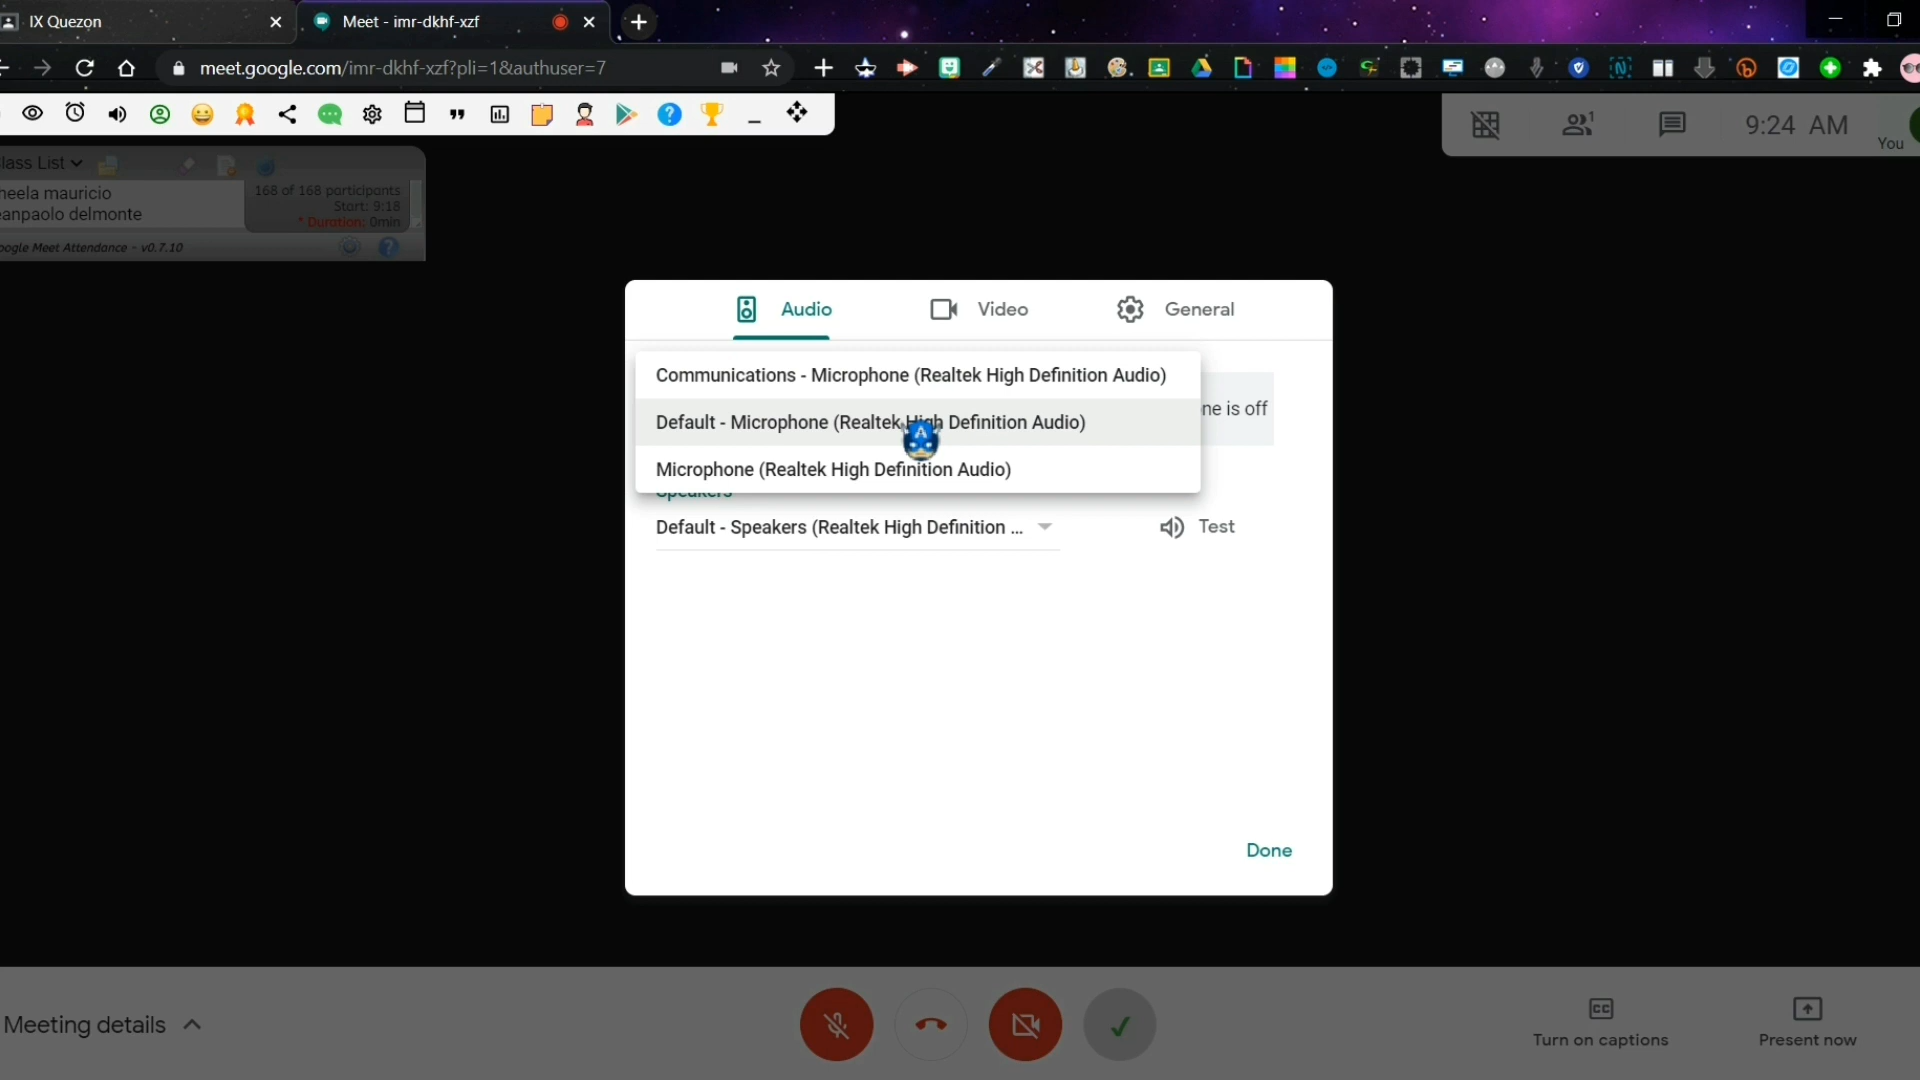 IX Quezon
Meet - imr-dkhf-xzf
meet.google.com/imr-dkhf-xzf?pli=1&authuser=7
9:24 AM
You
1
lass List
heela mauricio
eanpaolo delmonte
168 of 168 participants
Start: 9:18
* Duration: 0min
oogle Meet Attendance - v0.7.10
Audio
Video
General
Communications - Microphone (Realtek High Definition Audio)
Default - Microphone (Realtek High Definition Audio)
ne is off
Microphone (Realtek High Definition Audio)
Speakers
Default - Speakers (Realtek High Definition ...
Test
Done
Meeting details
CC
Turn on captions
Present now